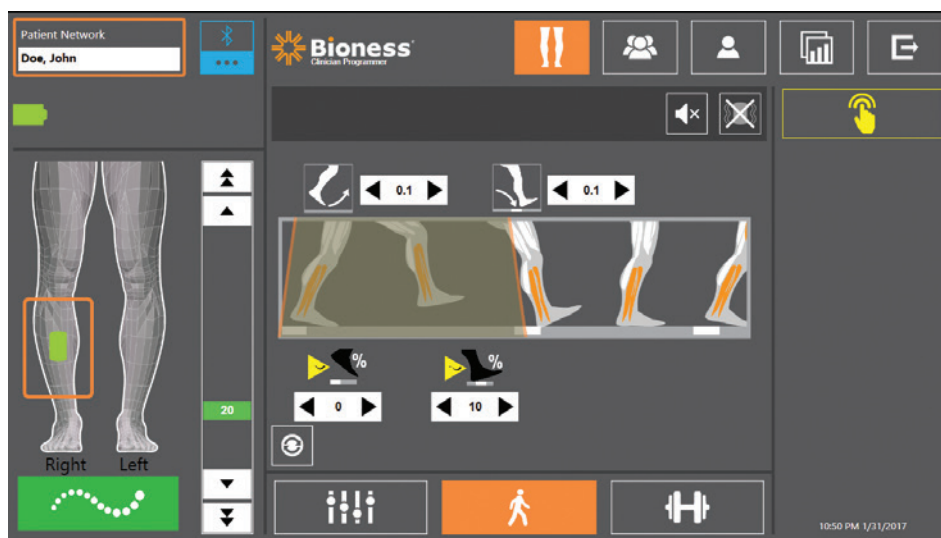 Patient Network
Doe, John
Bioness
Clinician Programmer
0.1
0.1
%
%
0
10
20
Right Left
10:50 PM 1/31/2017